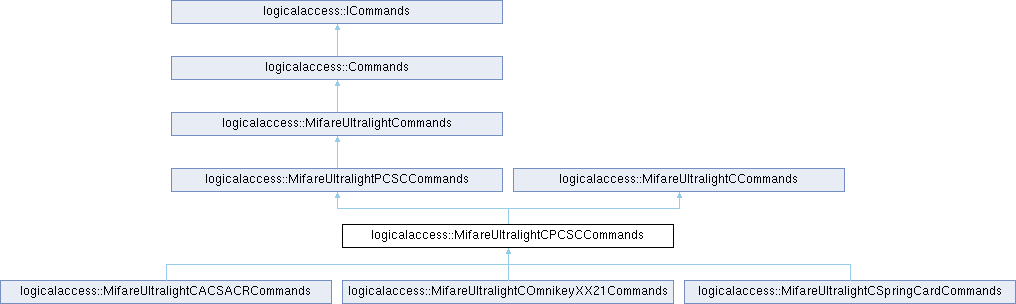 logicalaccess::ICommands
logicalaccess::Commands
logicalaccess::MifareUltralightCommands
logicalaccess::MifareUltralightPCSCCommands
logicalaccess::MifareUltralightCCommands
logicalaccess::MifareUltralightCPCSCCommands
logicalaccess::MifareUltralightCACSACRCommands
logicalaccess::MifareUltralightCOmnikeyXX21Commands
logicalaccess::MifareUltralightCSpringCardCommands